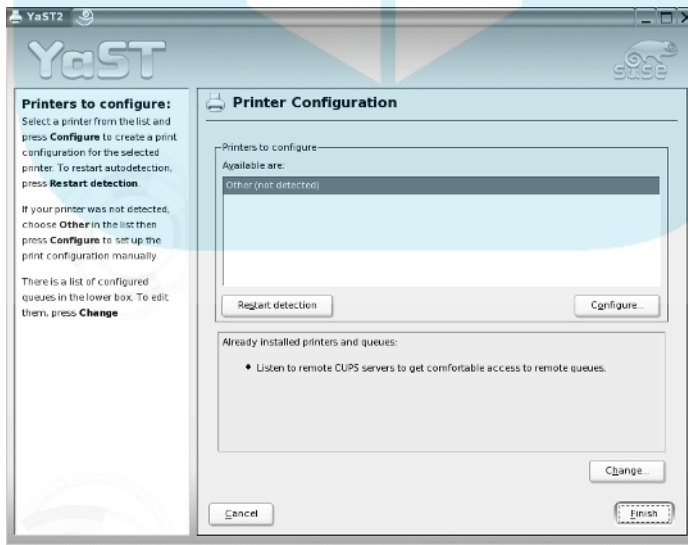 YaST2
YaST
SUSE
Printers to configure:
Select a printer from the list and
press Configure to create a print
configuration for the selected
printer. To restart autodetection,
press Restart detection.
If your printer was not detected,
choose Other in the list then
press Configure to set up the
print configuration manually.
There is a list of configured
queues in the lower box. To edit
them, press Change
Printer Configuration
Printers to configure
Available are:
Other (not detected)
Restart detection
Configure...
Already installed printers and queues:
Listen to remote CUPS servers to get comfortable access to remote queues.
Change...
Cancel
Finish